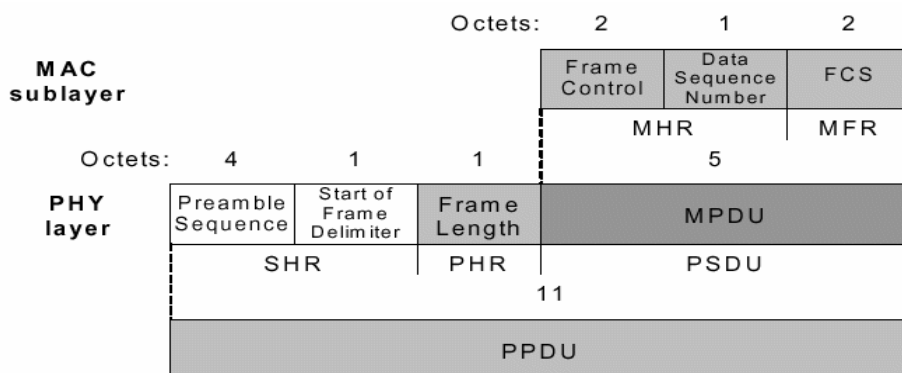 Octets: 2 1 2
MAC
sublayer
Frame
Control
Data
Sequence
Number
FCS
MHR MFR
Octets: 4 1 1 5
PHY
layer
Preamble
Sequence
Start of
Frame
Delimiter
Frame
Length
MPDU
SHR PHR PSDU
11
PPDU